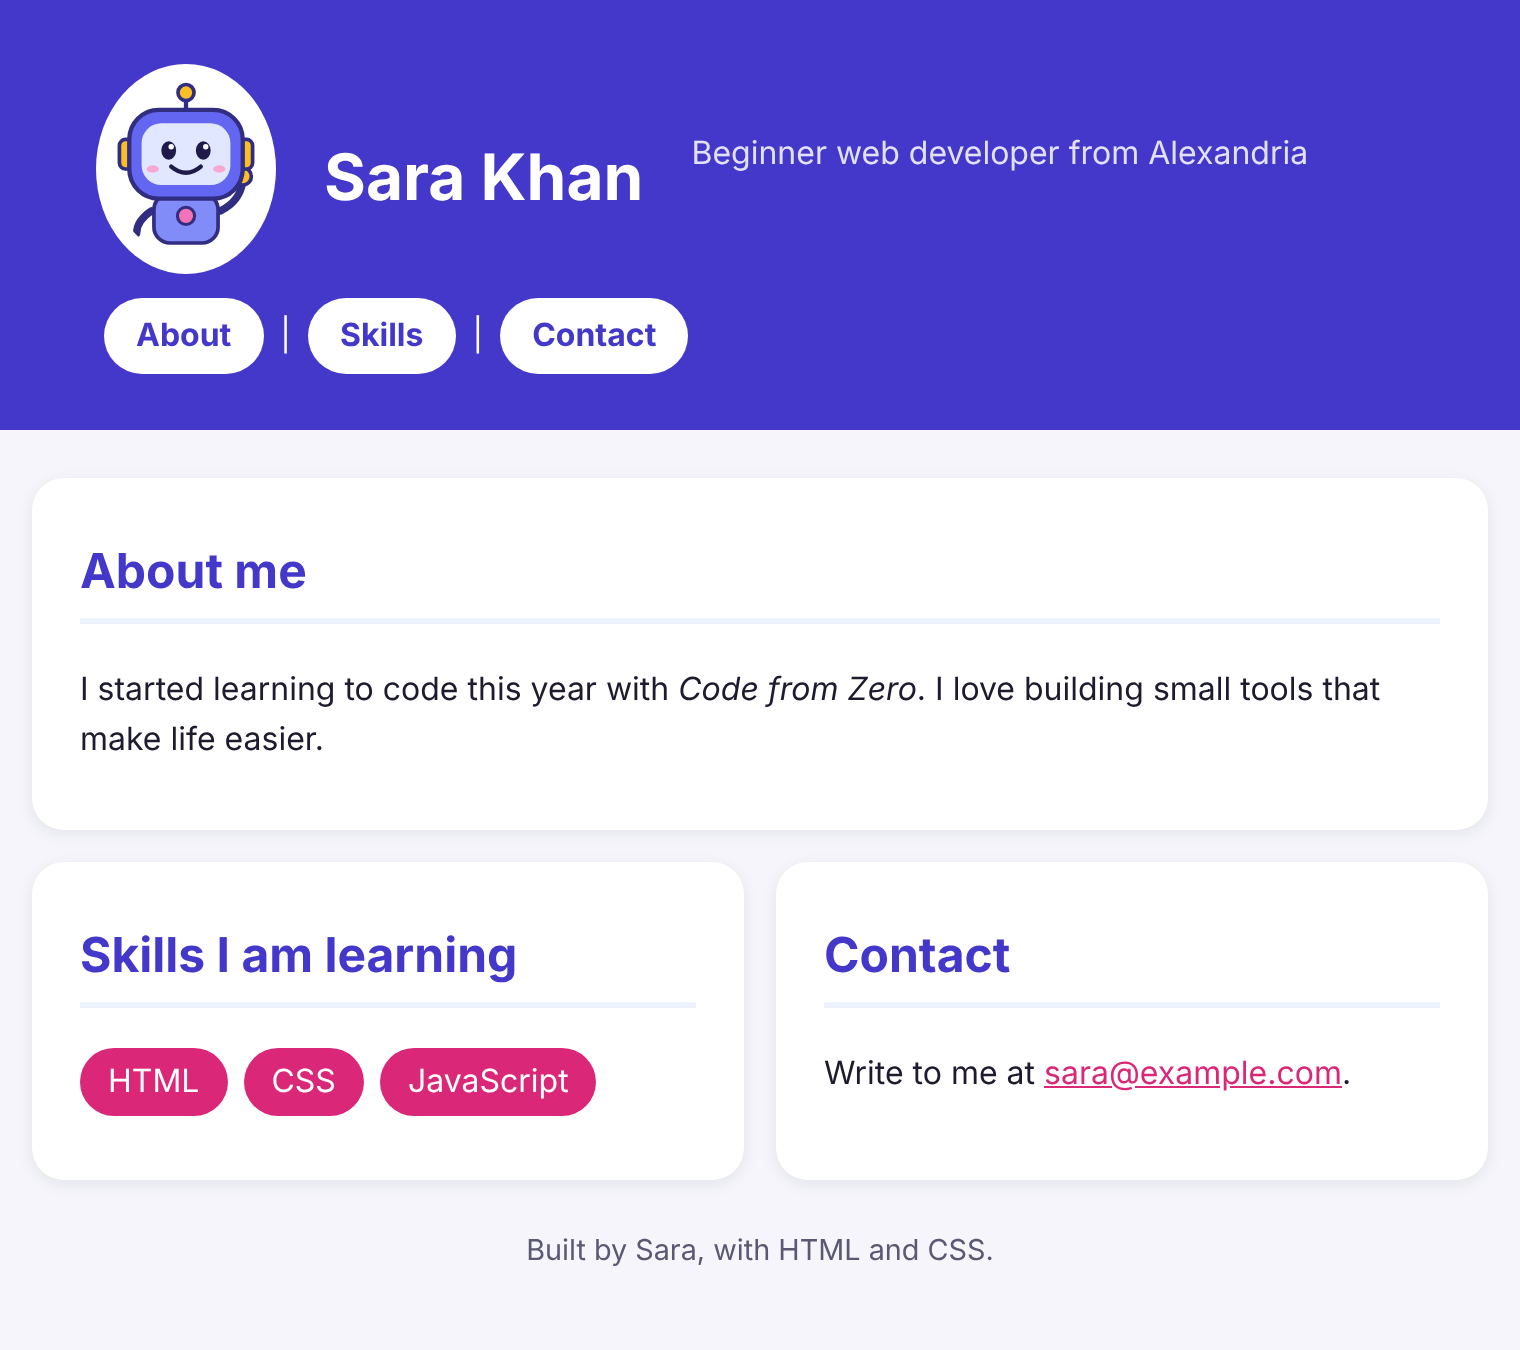 Sara Khan
Beginner web developer from Alexandria
About | Skills | Contact
About me
I started learning to code this year with Code from Zero. I love building small tools that
make life easier.
Skills I am learning
HTML CSS JavaScript
Contact
Write to me at sara@example.com.
Built by Sara, with HTML and CSS.